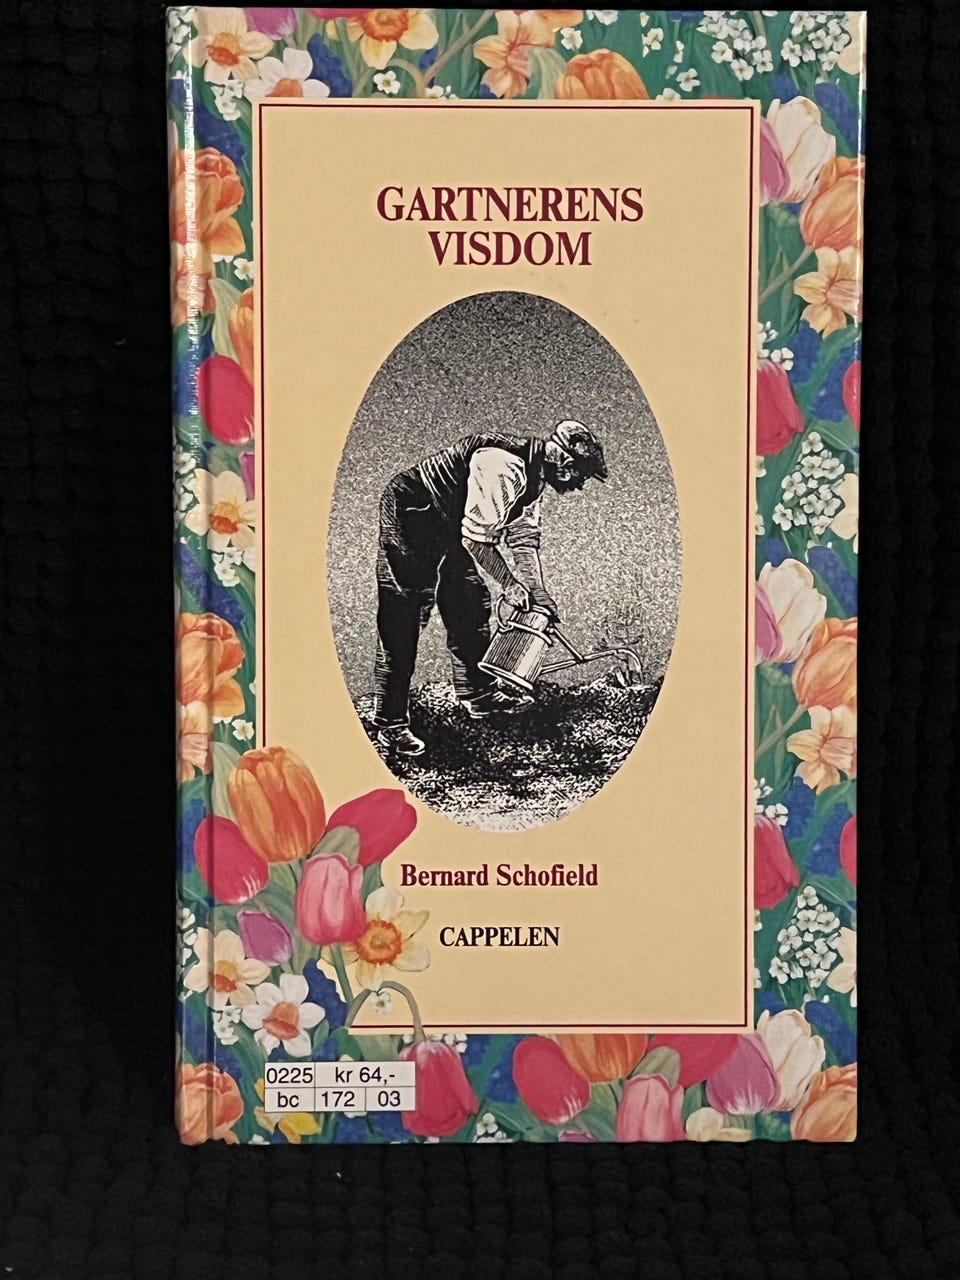 GARTNERENS
VISDOM
Bernard Schofield
CAPPELEN
0225 kr 64,-
bc 172 03